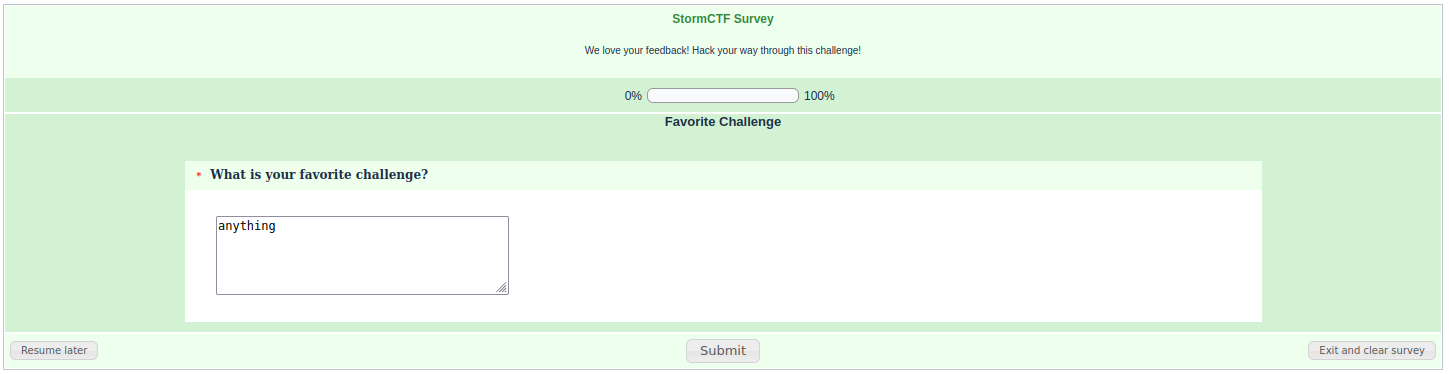 StormCTF Survey
We love your feedback! Hack your way through this challenge!
0% 100%
Favorite Challenge
* What is your favorite challenge?
anything
Resume later Submit Exit and clear survey